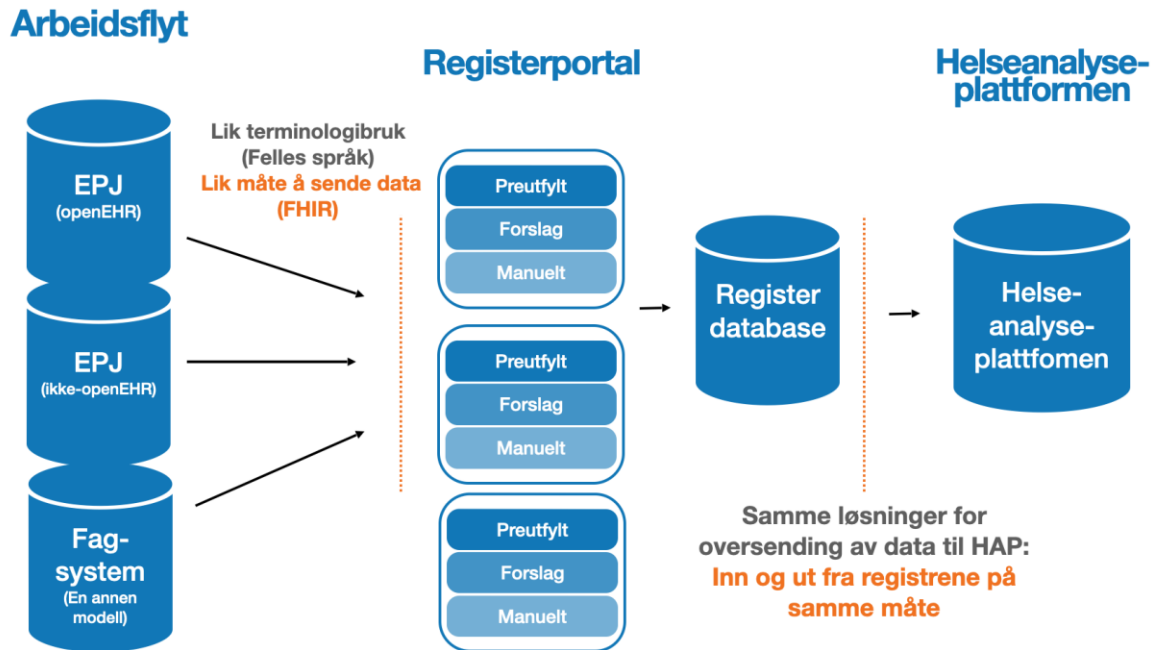 Arbeidsflyt
Registerportal
Helseanalyse-
plattformen
EPJ
(openEHR)
EPJ
(ikke-openEHR)
Fag-
system
(En annen
modell)
Lik terminologibruk
(Felles språk)
Lik måte å sende data
(FHIR)
Preutfylt
Forslag
Manuelt
Preutfylt
Forslag
Manuelt
Preutfylt
Forslag
Manuelt
Register
database
Samme løsninger for
oversending av data til HAP:
Inn og ut fra registrene på
samme måte
Helse-
analyse-
plattfomen